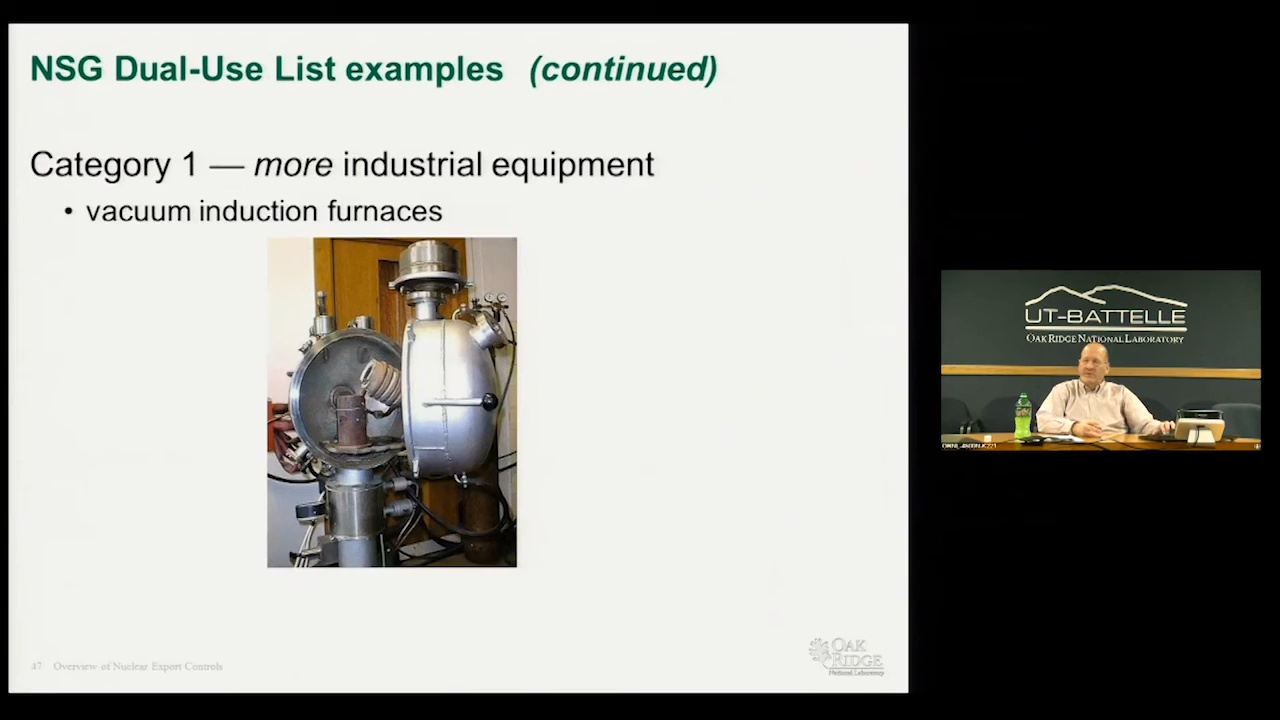 NSG Dual-Use List examples (continued)
Category 1 — more industrial equipment
• vacuum induction furnaces
47 Overview of Nuclear Export Controls
OAK
RIDGE
National Laboratory
UT-BATTELLE
OAK RIDGE NATIONAL LABORATORY